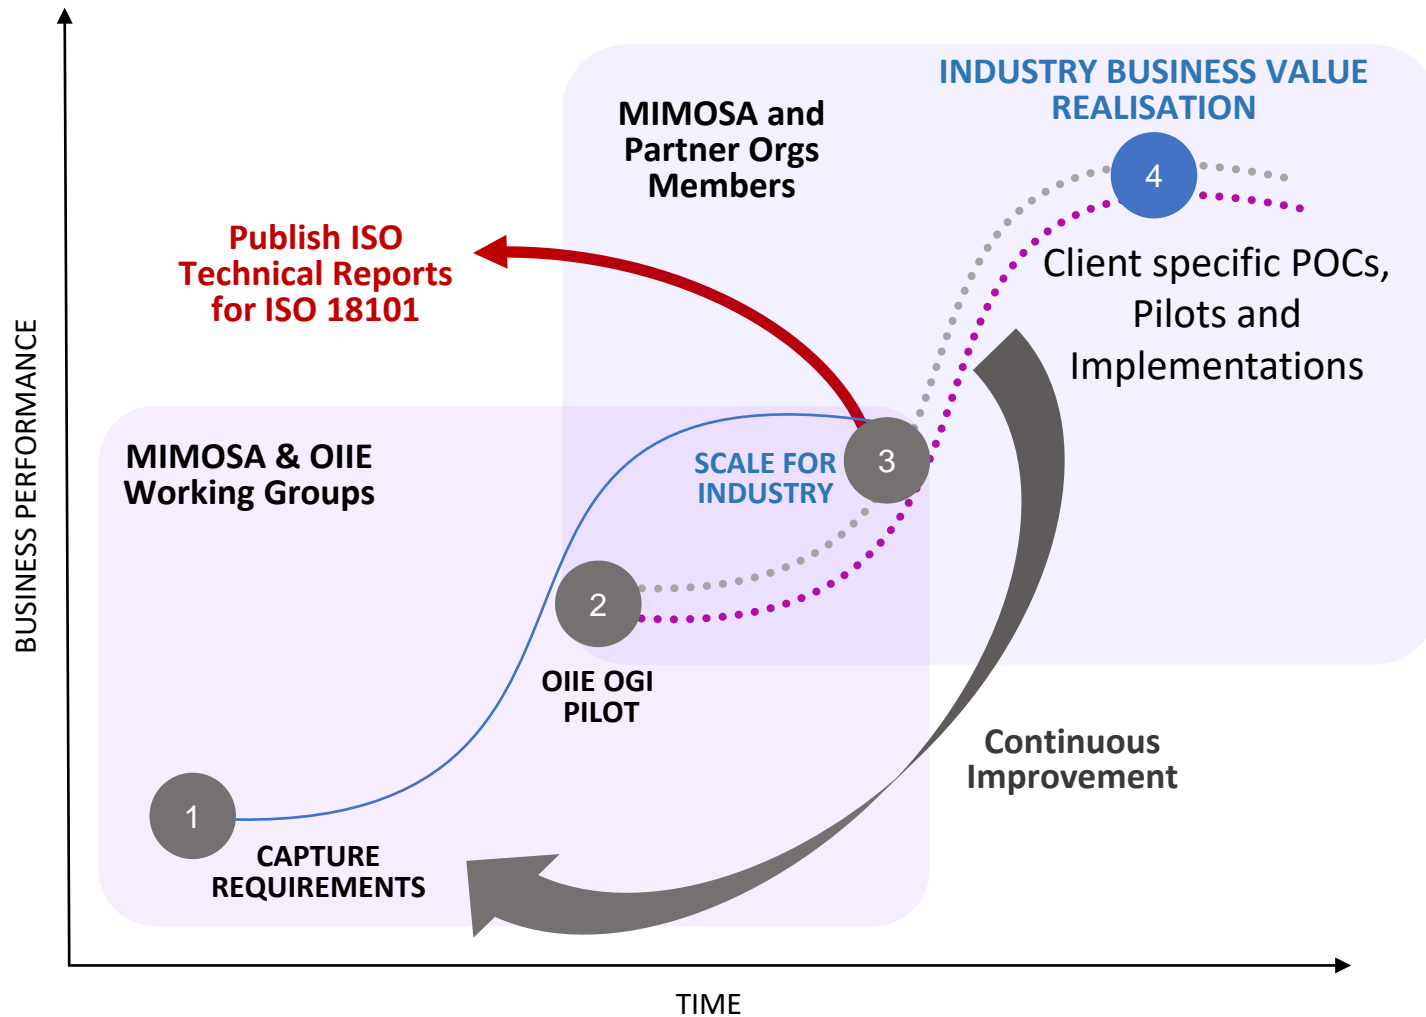 INDUSTRY BUSINESS VALUE
REALISATION
MIMOSA and
Partner Orgs
Members
4
Publish ISO
Technical Reports
for ISO 18101
Client specific POCs,
Pilots and
Implementations
BUSINESS PERFORMANCE
MIMOSA & OIIE
Working Groups
SCALE FOR
INDUSTRY
3
2
OIIE OGI
PILOT
Continuous
Improvement
1
CAPTURE
REQUIREMENTS
TIME